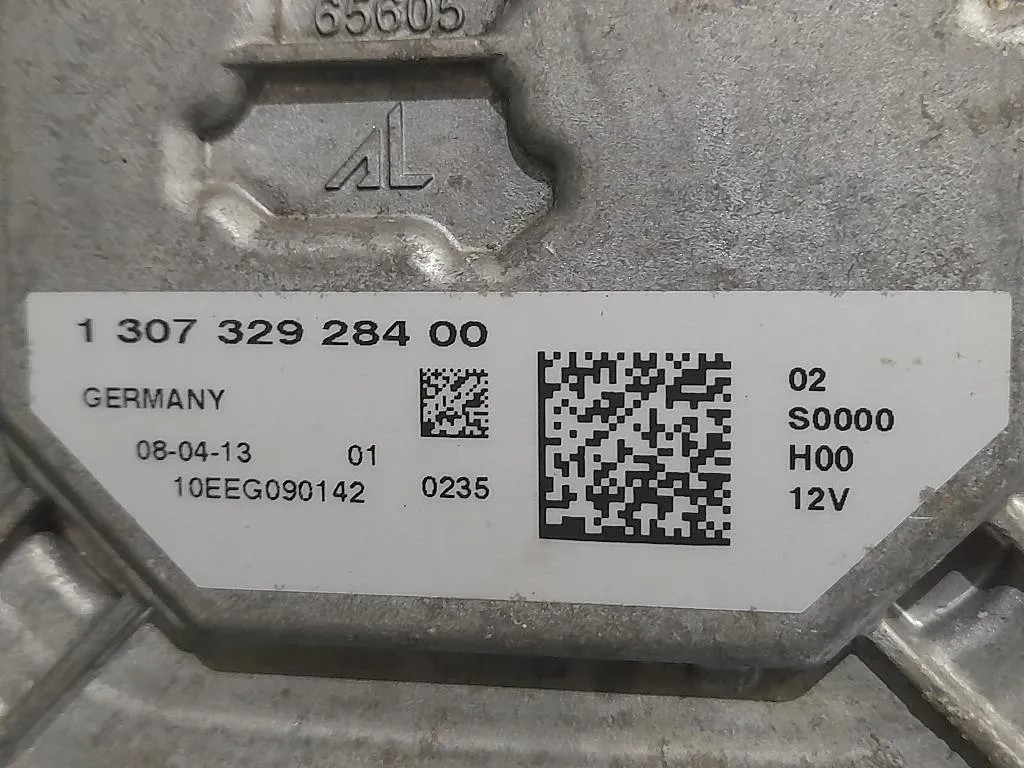 65605
AL
1 307 329 284 00
GERMANY
08-04-13 01
10EEG090142 0235
02
S0000
H00
12V